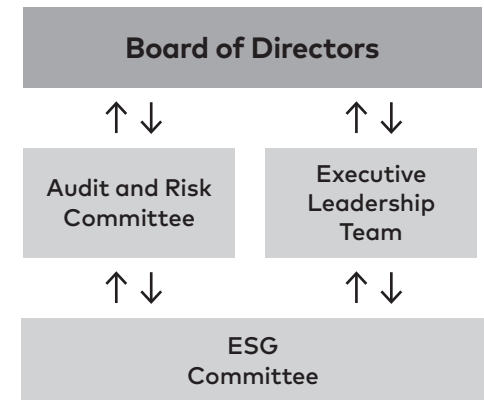 Board of Directors
Audit and Risk
Committee
Executive
Leadership
Team
ESG
Committee